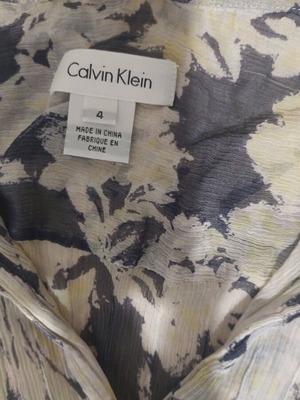 Calvin Klein
4
MADE IN CHINA
FABRIQUE EN
CHINE